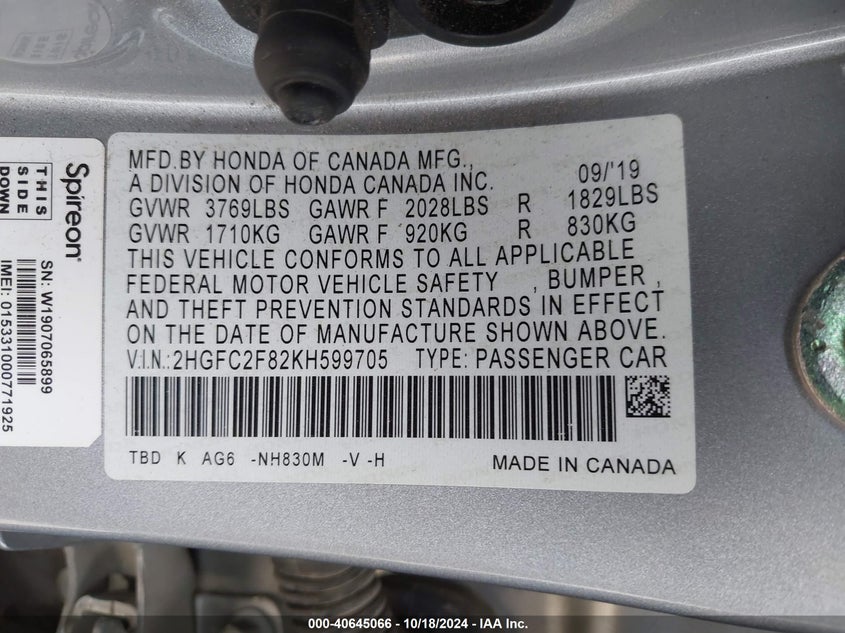 MFD.BY HONDA OF CANADA MFG., 09/'19
A DIVISION OF HONDA CANADA INC.
GVWR 3769LBS GAWR F 2028LBS R 1829LBS
GVWR 1710KG GAWR F 920KG R 830KG
THIS VEHICLE CONFORMS TO ALL APPLICABLE
FEDERAL MOTOR VEHICLE SAFETY , BUMPER ,
AND THEFT PREVENTION STANDARDS IN EFFECT
ON THE DATE OF MANUFACTURE SHOWN ABOVE.
V.I.N.:2HGFC2F82KH599705 TYPE: PASSENGER CAR
TBD K AG6 -NH830M -V -H
MADE IN CANADA
Spireon
THIS
SIDE
DOWN
SN: W1907065899
IMEI: 015331000771925
000-40645066 - 10/18/2024 - IAA Inc.